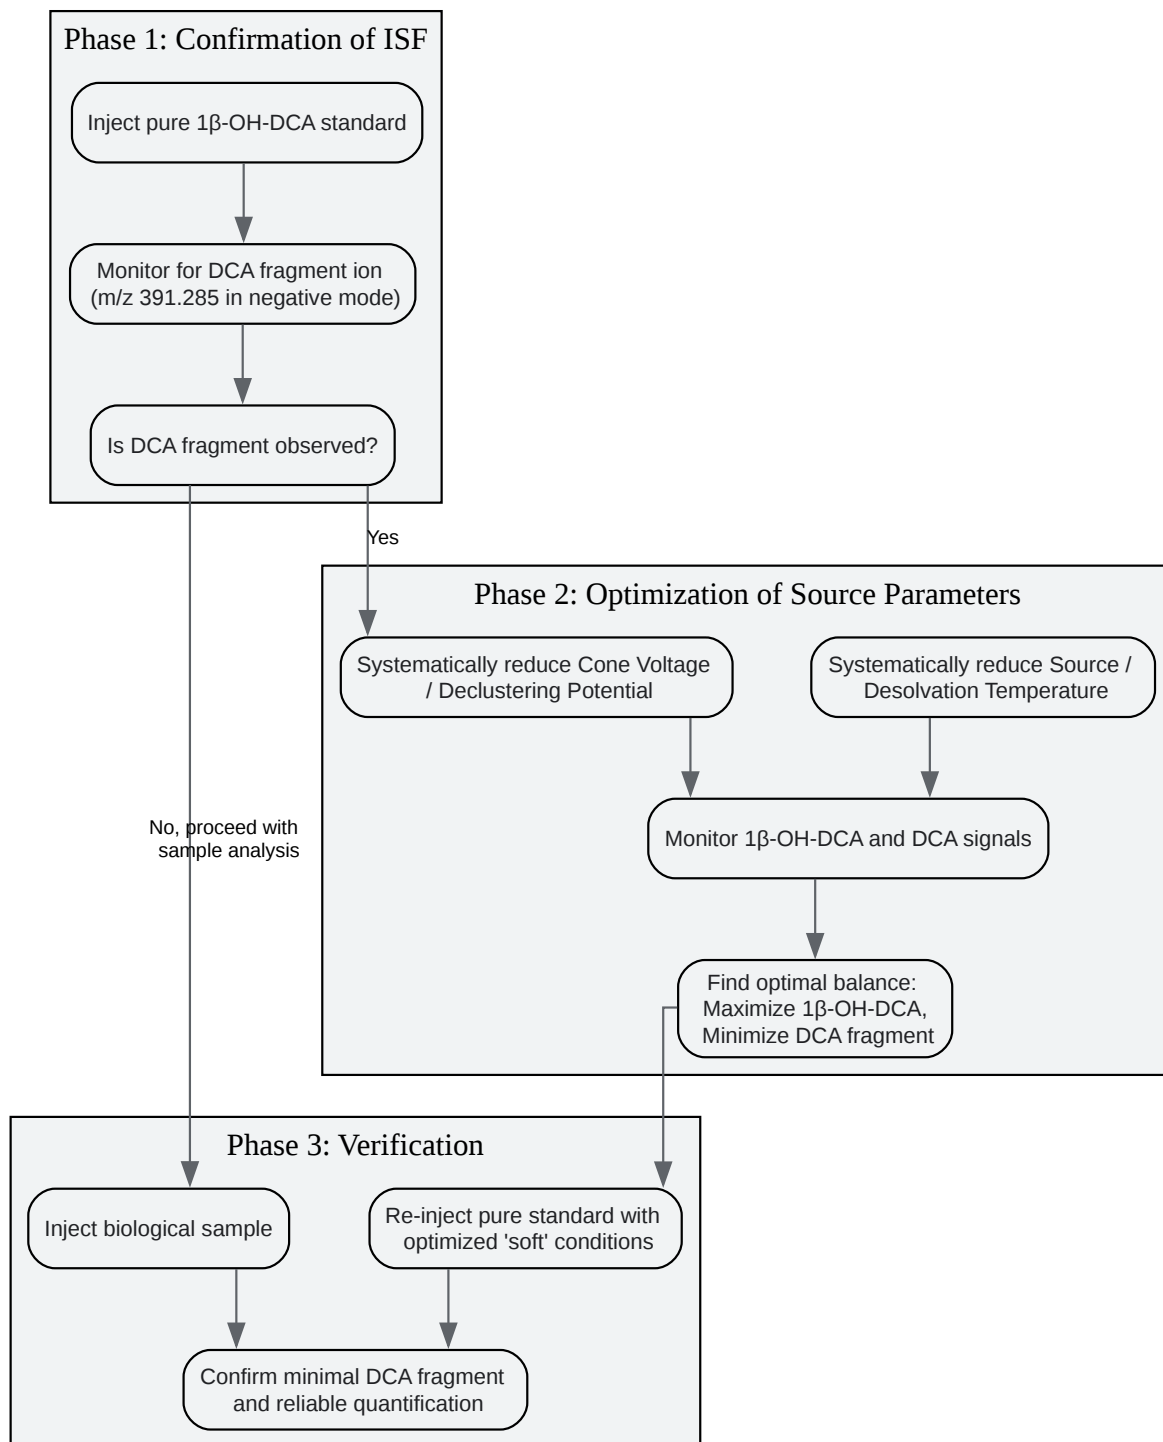 Phase 1: Confirmation of ISF
Inject pure 1β-OH-DCA standard
Monitor for DCA fragment ion
(m/z 391.285 in negative mode)
Is DCA fragment observed?
Yes
Phase 2: Optimization of Source Parameters
Systematically reduce Cone Voltage
/ Declustering Potential
Systematically reduce Source /
Desolvation Temperature
No, proceed with
sample analysis
Monitor 1β-OH-DCA and DCA signals
Find optimal balance:
Maximize 1β-OH-DCA,
Minimize DCA fragment
Phase 3: Verification
Inject biological sample
Re-inject pure standard with
optimized 'soft' conditions
Confirm minimal DCA fragment
and reliable quantification